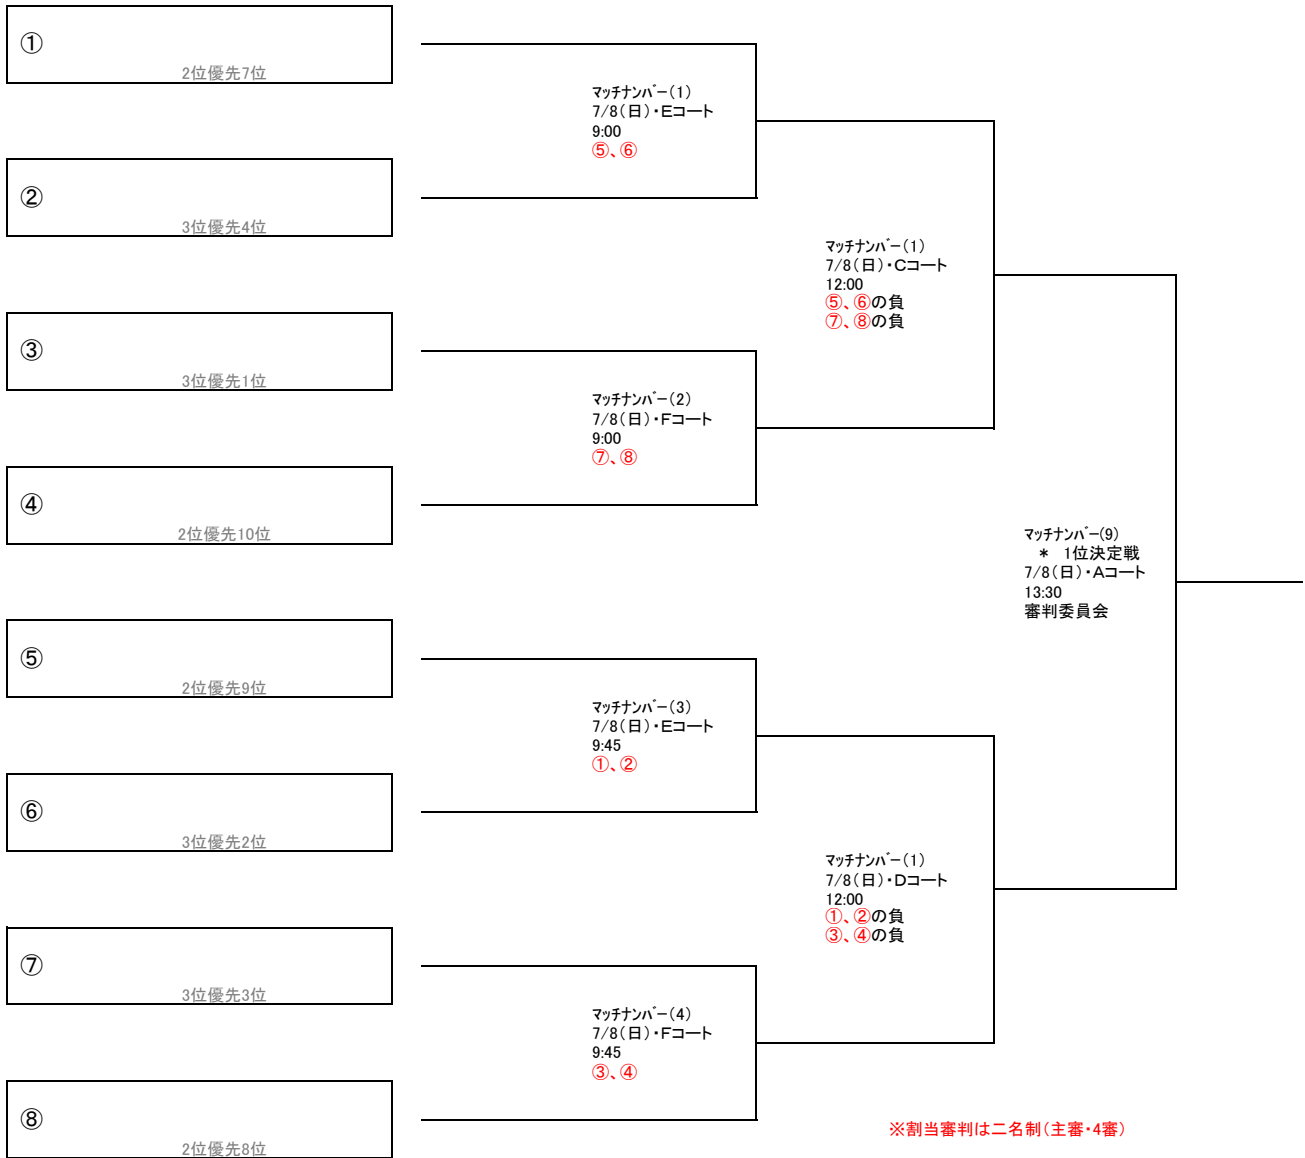 ①
2位優先7位
マッチナンバー(1)
7/8(日)・Eコート
9:00
⑤、⑥
②
3位優先4位
マッチナンバー(1)
7/8(日)・Cコート
12:00
⑤、⑥の負
⑦、⑧の負
③
3位優先1位
マッチナンバー(2)
7/8(日)・Fコート
9:00
⑦、⑧
④
2位優先10位
マッチナンバー(9)
* 1位決定戦
7/8(日)・Aコート
13:30
審判委員会
⑤
2位優先9位
マッチナンバー(3)
7/8(日)・Eコート
9:45
①、②
⑥
3位優先2位
マッチナンバー(1)
7/8(日)・Dコート
12:00
①、②の負
③、④の負
⑦
3位優先3位
マッチナンバー(4)
7/8(日)・Fコート
9:45
③、④
⑧
2位優先8位
※割当審判は二名制(主審・4審)